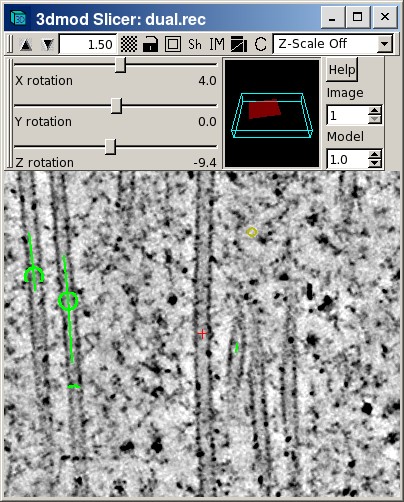 3dmod Slicer: dual.rec
1.50 Sh IM C Z-Scale Off
X rotation 4.0
Y rotation 0.0
Z rotation -9.4
Help
Image
1
Model
1.0